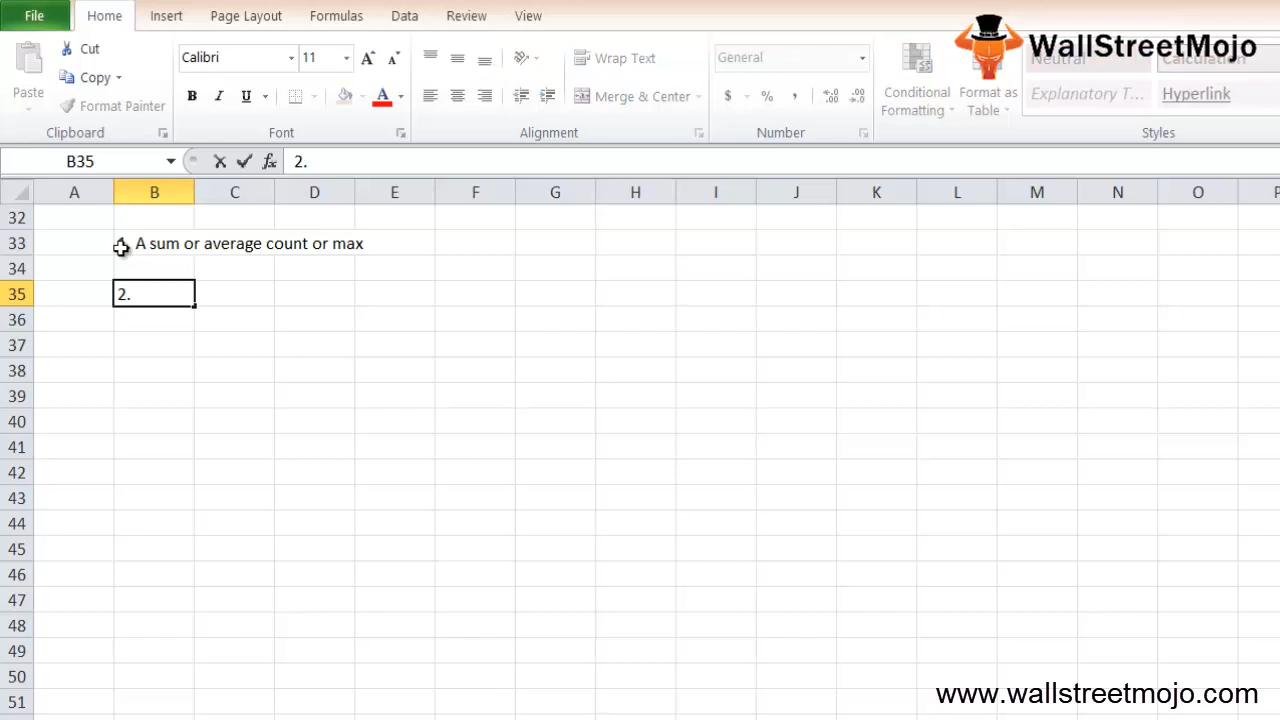 File Home Insert Page Layout Formulas Data Review View
WallStreetMojo
Cut
Copy
Format Painter
Paste
Clipboard
Calibri 11
B I U A
Font
Wrap Text
Merge & Center
Alignment
General
$ % ,
Number
Conditional Formatting
Format as Table
Neutral Calculation
Explanatory T... Hyperlink
Styles
B35 fx 2.
A B C D E F G H I J K L M N O P
32
33 A sum or average count or max
34
35 2.
36
37
38
39
40
41
42
43
44
45
46
47
48
49
50
51
www.wallstreetmojo.com